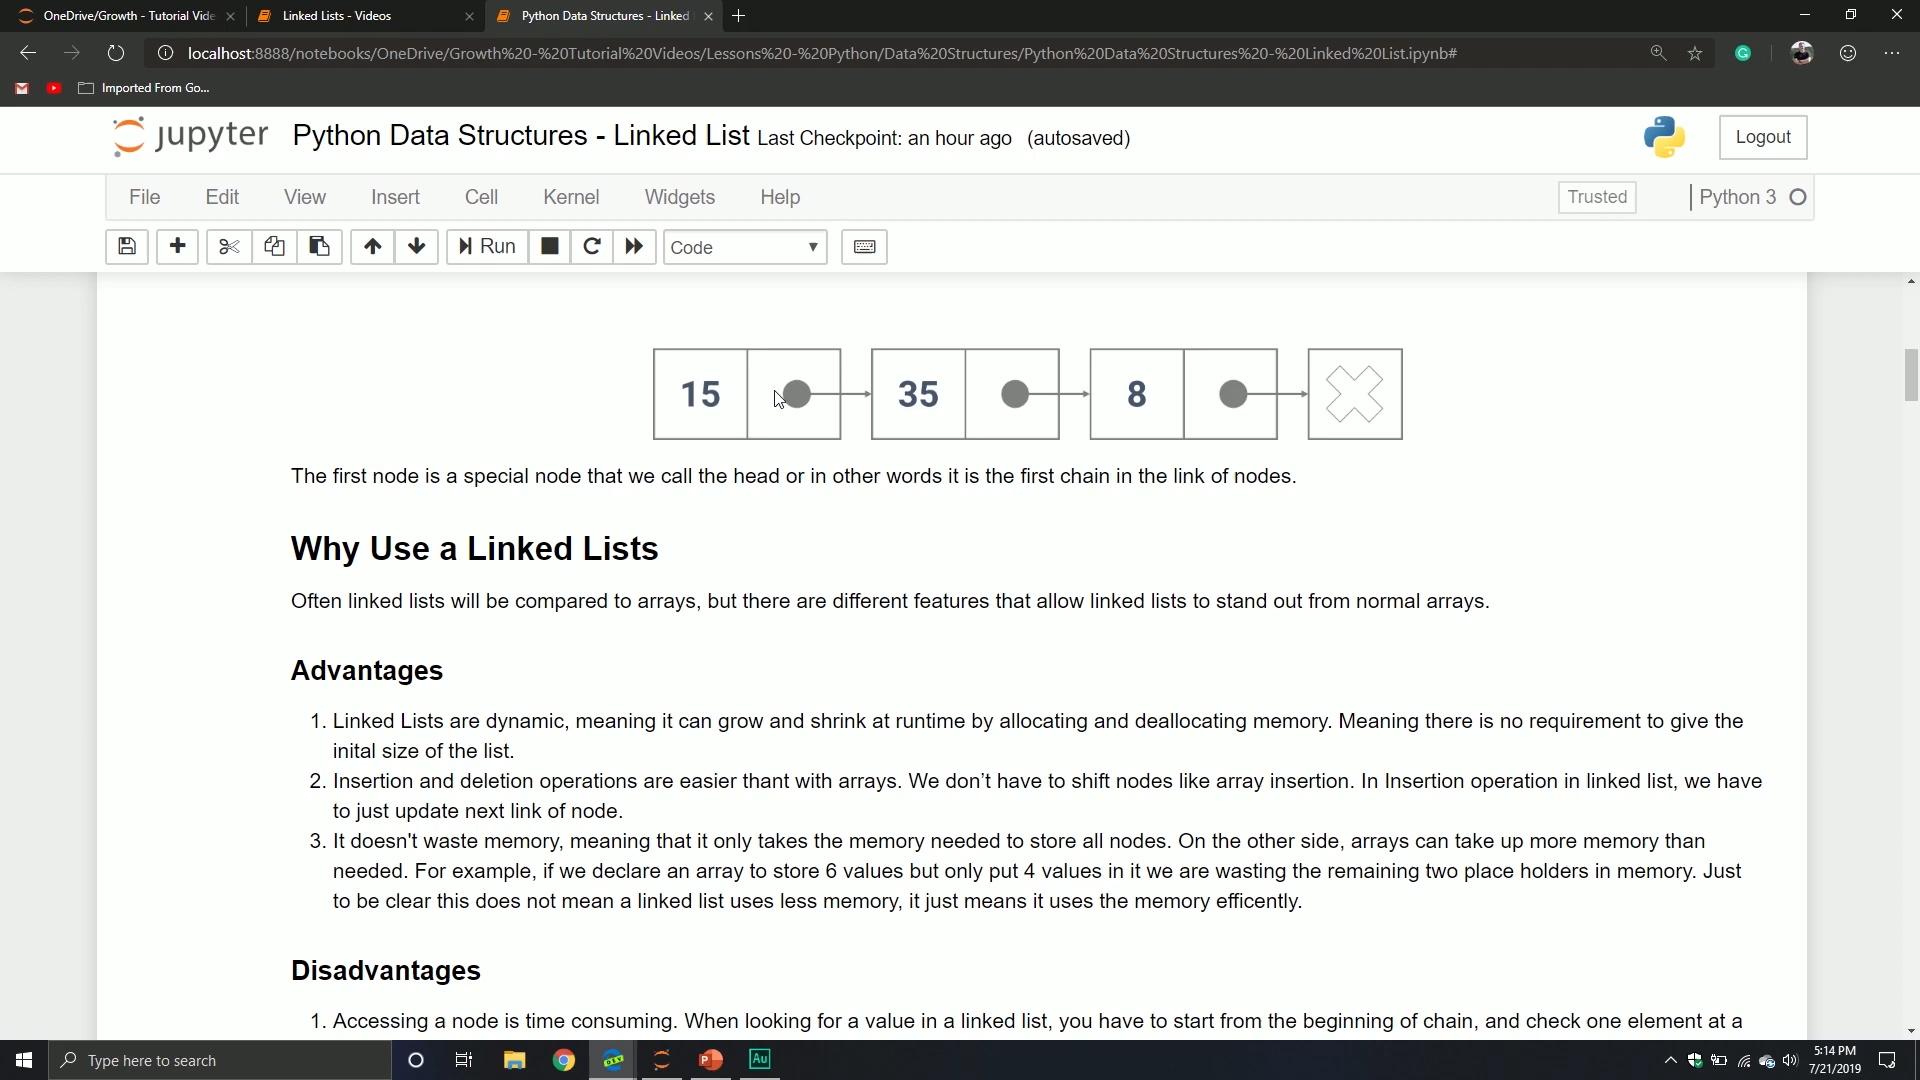 OneDrive/Growth - Tutorial Vide
Linked Lists - Videos
Python Data Structures - Linked
localhost:8888/notebooks/OneDrive/Growth%20-%20Tutorial%20Videos/Lessons%20-%20Python/Data%20Structures/Python%20Data%20Structures%20-%20Linked%20List.ipynb#
Imported From Go...
jupyter Python Data Structures - Linked List Last Checkpoint: an hour ago (autosaved)
Logout
File Edit View Insert Cell Kernel Widgets Help
Trusted
Python 3
Run
Code
15 35 8
The first node is a special node that we call the head or in other words it is the first chain in the link of nodes.
Why Use a Linked Lists
Often linked lists will be compared to arrays, but there are different features that allow linked lists to stand out from normal arrays.
Advantages
1. Linked Lists are dynamic, meaning it can grow and shrink at runtime by allocating and deallocating memory. Meaning there is no requirement to give the
inital size of the list.
2. Insertion and deletion operations are easier thant with arrays. We don’t have to shift nodes like array insertion. In Insertion operation in linked list, we have
to just update next link of node.
3. It doesn't waste memory, meaning that it only takes the memory needed to store all nodes. On the other side, arrays can take up more memory than
needed. For example, if we declare an array to store 6 values but only put 4 values in it we are wasting the remaining two place holders in memory. Just
to be clear this does not mean a linked list uses less memory, it just means it uses the memory efficently.
Disadvantages
1. Accessing a node is time consuming. When looking for a value in a linked list, you have to start from the beginning of chain, and check one element at a
Type here to search
DEV
Au
5:14 PM
7/21/2019